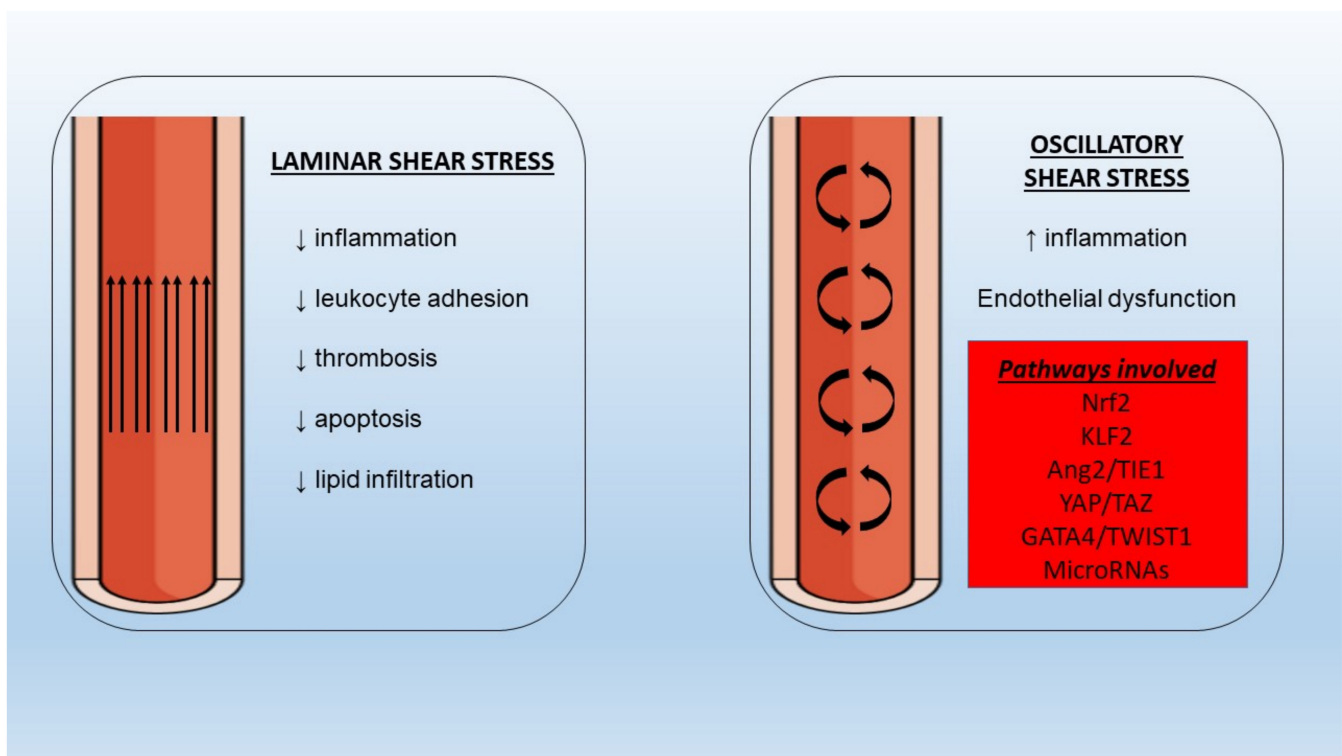 LAMINAR SHEAR STRESS
↓ inflammation
↓ leukocyte adhesion
↓ thrombosis
↓ apoptosis
↓ lipid infiltration
OSCILLATORY
SHEAR STRESS
↑ inflammation
Endothelial dysfunction
Pathways involved
Nrf2
KLF2
Ang2/TIE1
YAP/TAZ
GATA4/TWIST1
MicroRNAs